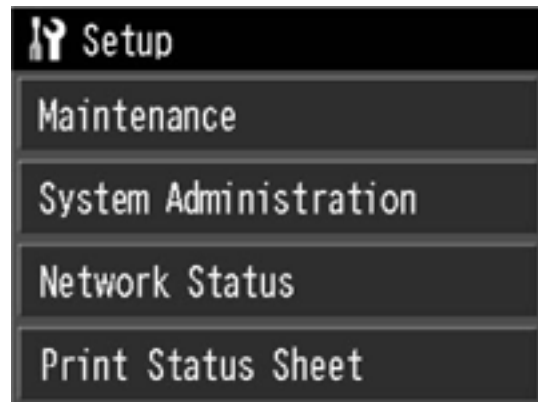 Setup
Maintenance
System Administration
Network Status
Print Status Sheet